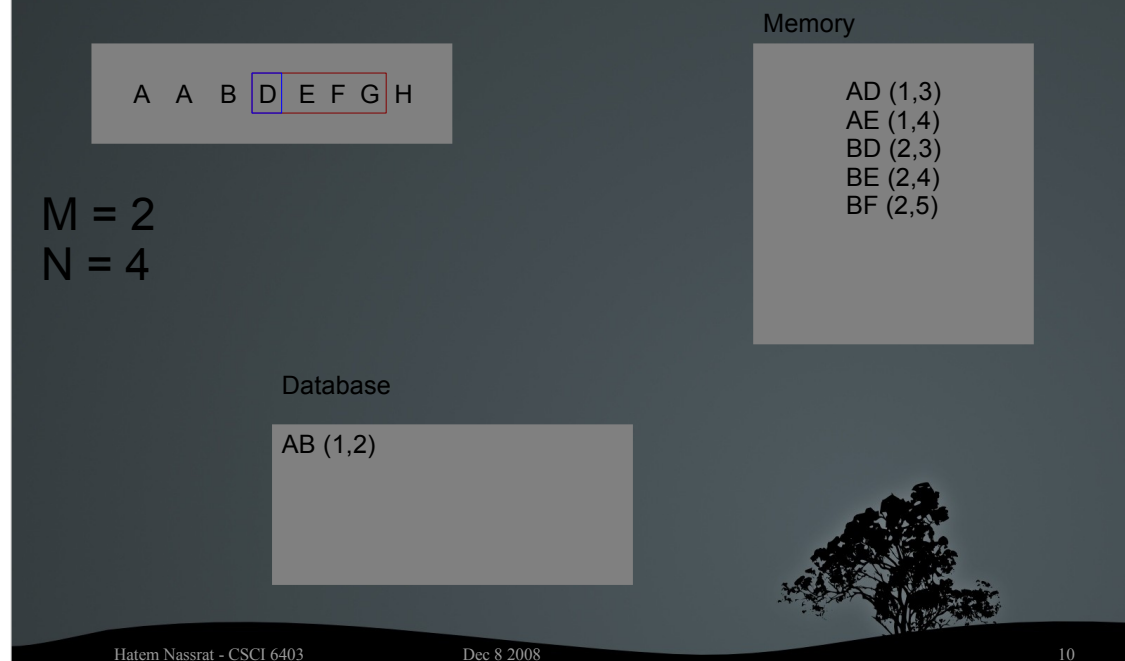 Memory
A A B D E F G H
AD (1,3)
AE (1,4)
BD (2,3)
BE (2,4)
BF (2,5)
M = 2
N = 4
Database
AB (1,2)
Hatem Nassrat - CSCI 6403 Dec 8 2008 10